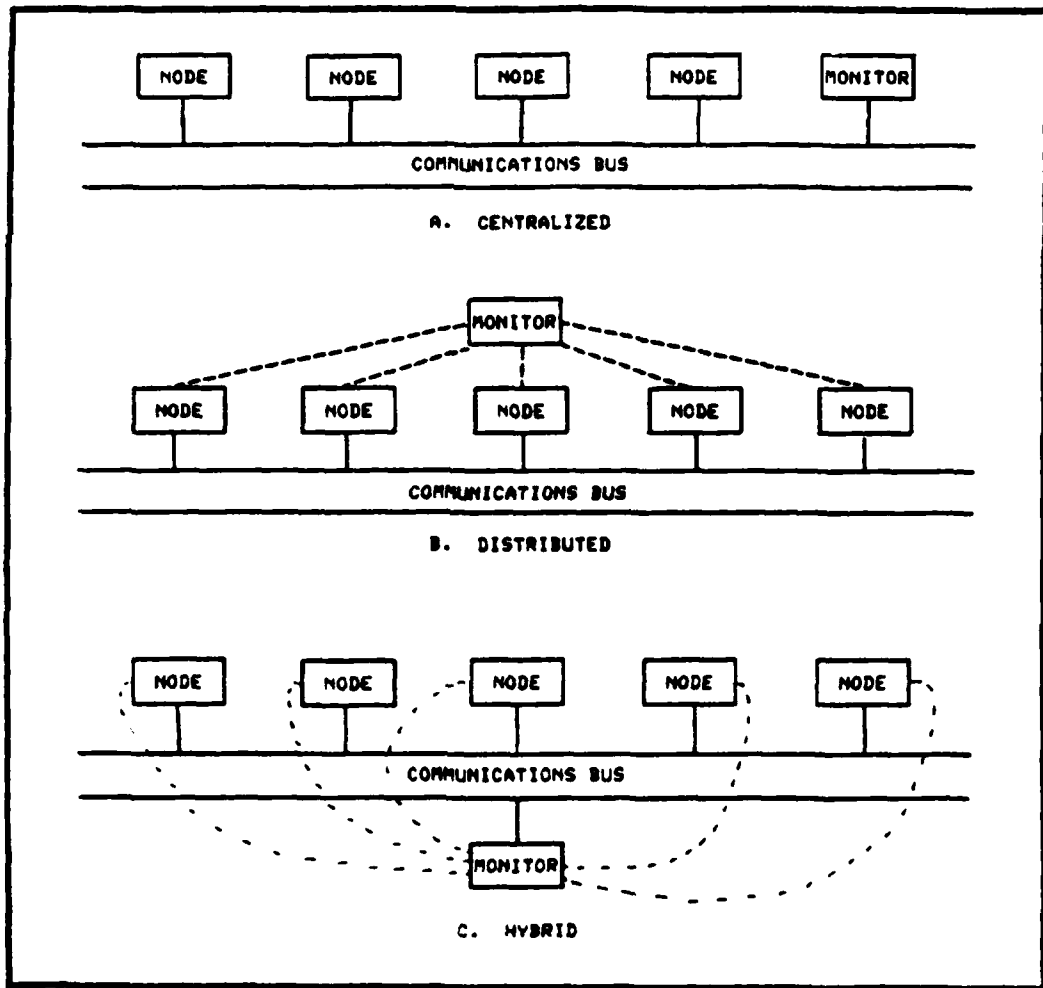 NODE NODE NODE NODE MONITOR
COMMUNICATIONS BUS
A. CENTRALIZED
MONITOR
NODE NODE NODE NODE NODE
COMMUNICATIONS BUS
B. DISTRIBUTED
NODE NODE NODE NODE NODE
COMMUNICATIONS BUS
MONITOR
C. HYBRID